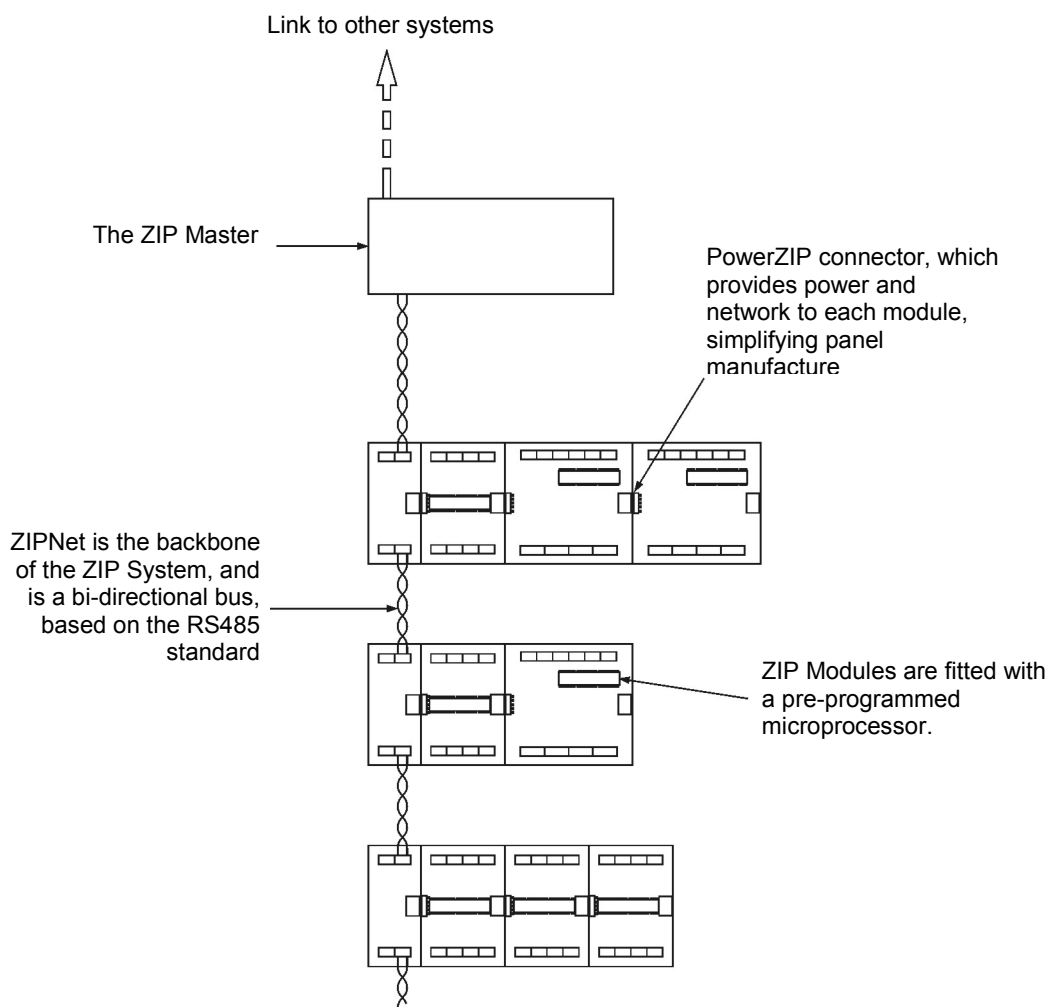 Link to other systems
The ZIP Master
PowerZIP connector, which
provides power and
network to each module,
simplifying panel
manufacture
ZIPNet is the backbone
of the ZIP System, and
is a bi-directional bus,
based on the RS485
standard
ZIP Modules are fitted with
a pre-programmed
microprocessor.